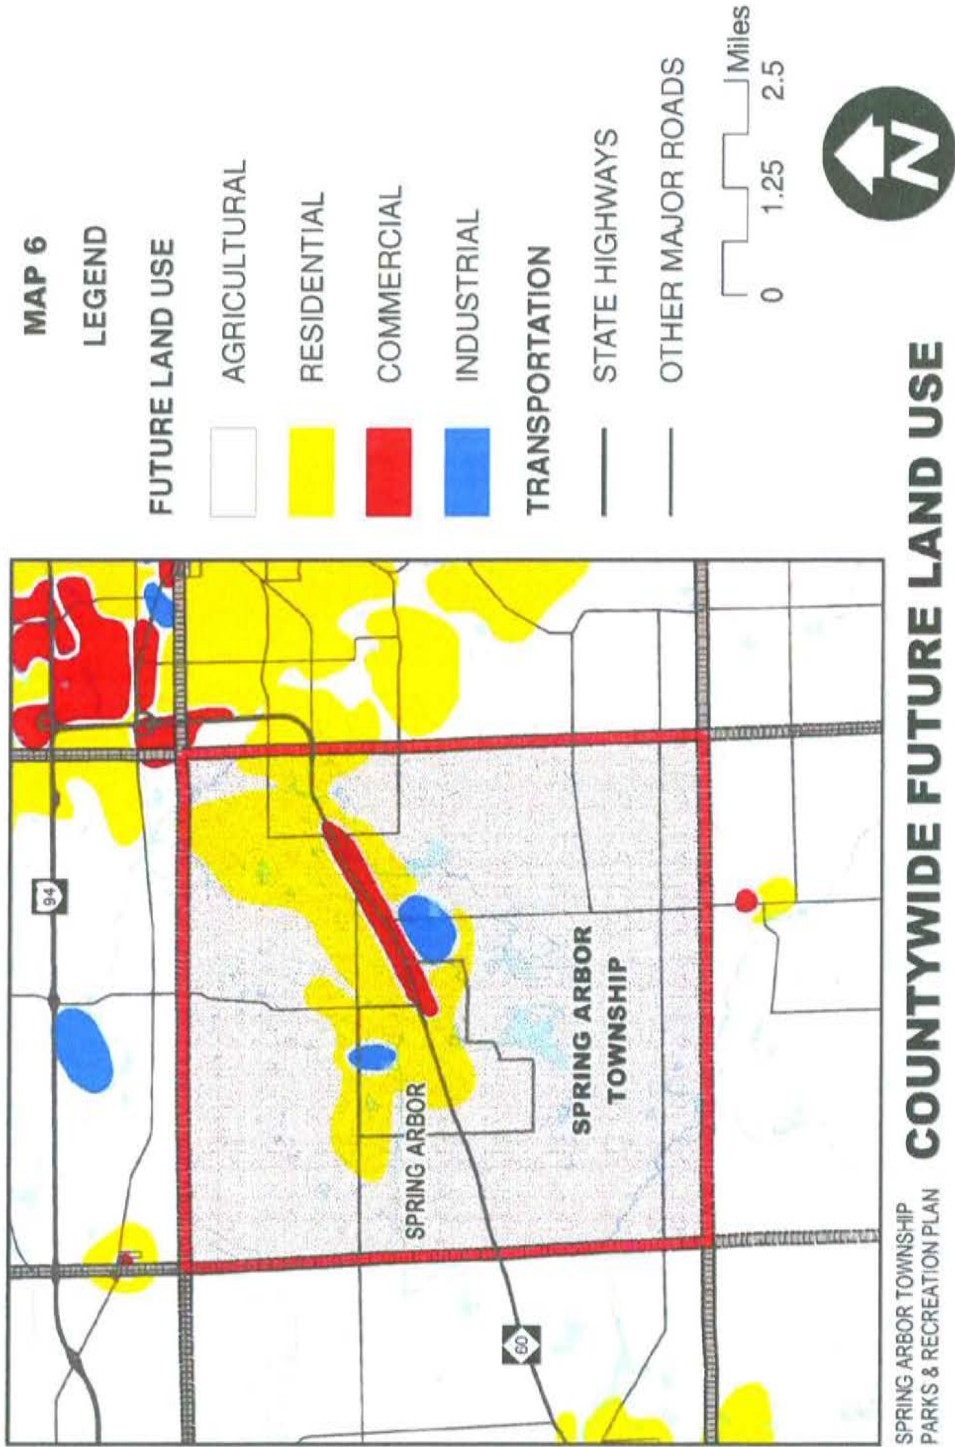 MAP 6
LEGEND
FUTURE LAND USE
AGRICULTURAL
RESIDENTIAL
COMMERCIAL
INDUSTRIAL
TRANSPORTATION
STATE HIGHWAYS
OTHER MAJOR ROADS
0 1.25 2.5 Miles
N
94
SPRING ARBOR
SPRING ARBOR
TOWNSHIP
60
SPRING ARBOR TOWNSHIP
PARKS & RECREATION PLAN
COUNTYWIDE FUTURE LAND USE